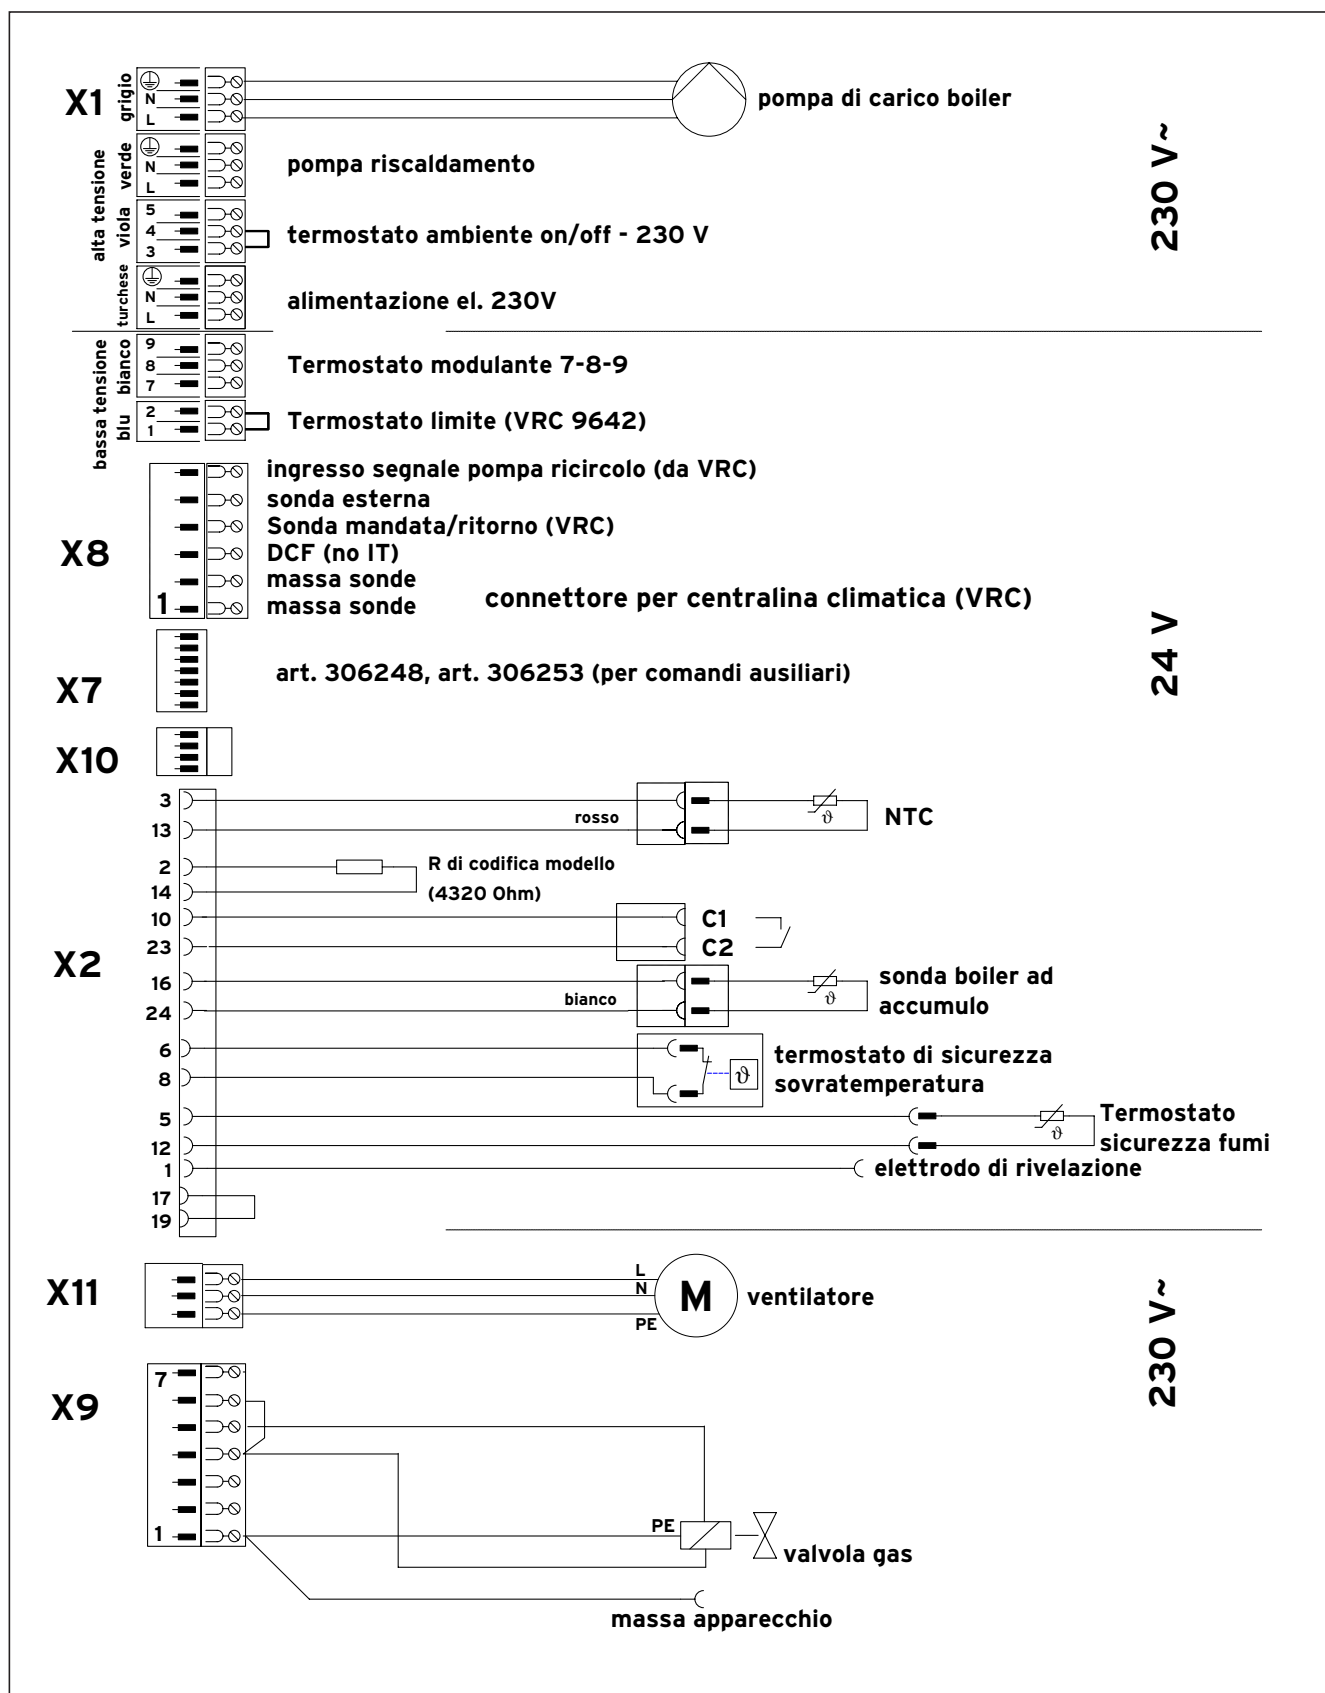 X1
grigio
N
L
pompa di carico boiler
230 V~
alta tensione
verde
N
L
pompa riscaldamento
viola
5
4
3
termostato ambiente on/off - 230 V
turchese
N
L
alimentazione el. 230V
bassa tensione
bianco
9
8
7
Termostato modulante 7-8-9
blu
2
1
Termostato limite (VRC 9642)
X8
ingresso segnale pompa ricircolo (da VRC)
sonda esterna
Sonda mandata/ritorno (VRC)
DCF (no IT)
massa sonde
1
massa sonde
connettore per centralina climatica (VRC)
24 V
X7
art. 306248, art. 306253 (per comandi ausiliari)
X10
X2
3
13
rosso
ϑ
NTC
2
14
R di codifica modello
(4320 Ohm)
10
C1
23
C2
16
24
bianco
ϑ
sonda boiler ad
accumulo
6
8
ϑ
termostato di sicurezza
sovratemperatura
5
12
ϑ
Termostato
sicurezza fumi
1
elettrodo di rivelazione
17
19
X11
L
N
PE
M
ventilatore
230 V~
X9
7
1
PE
valvola gas
massa apparecchio